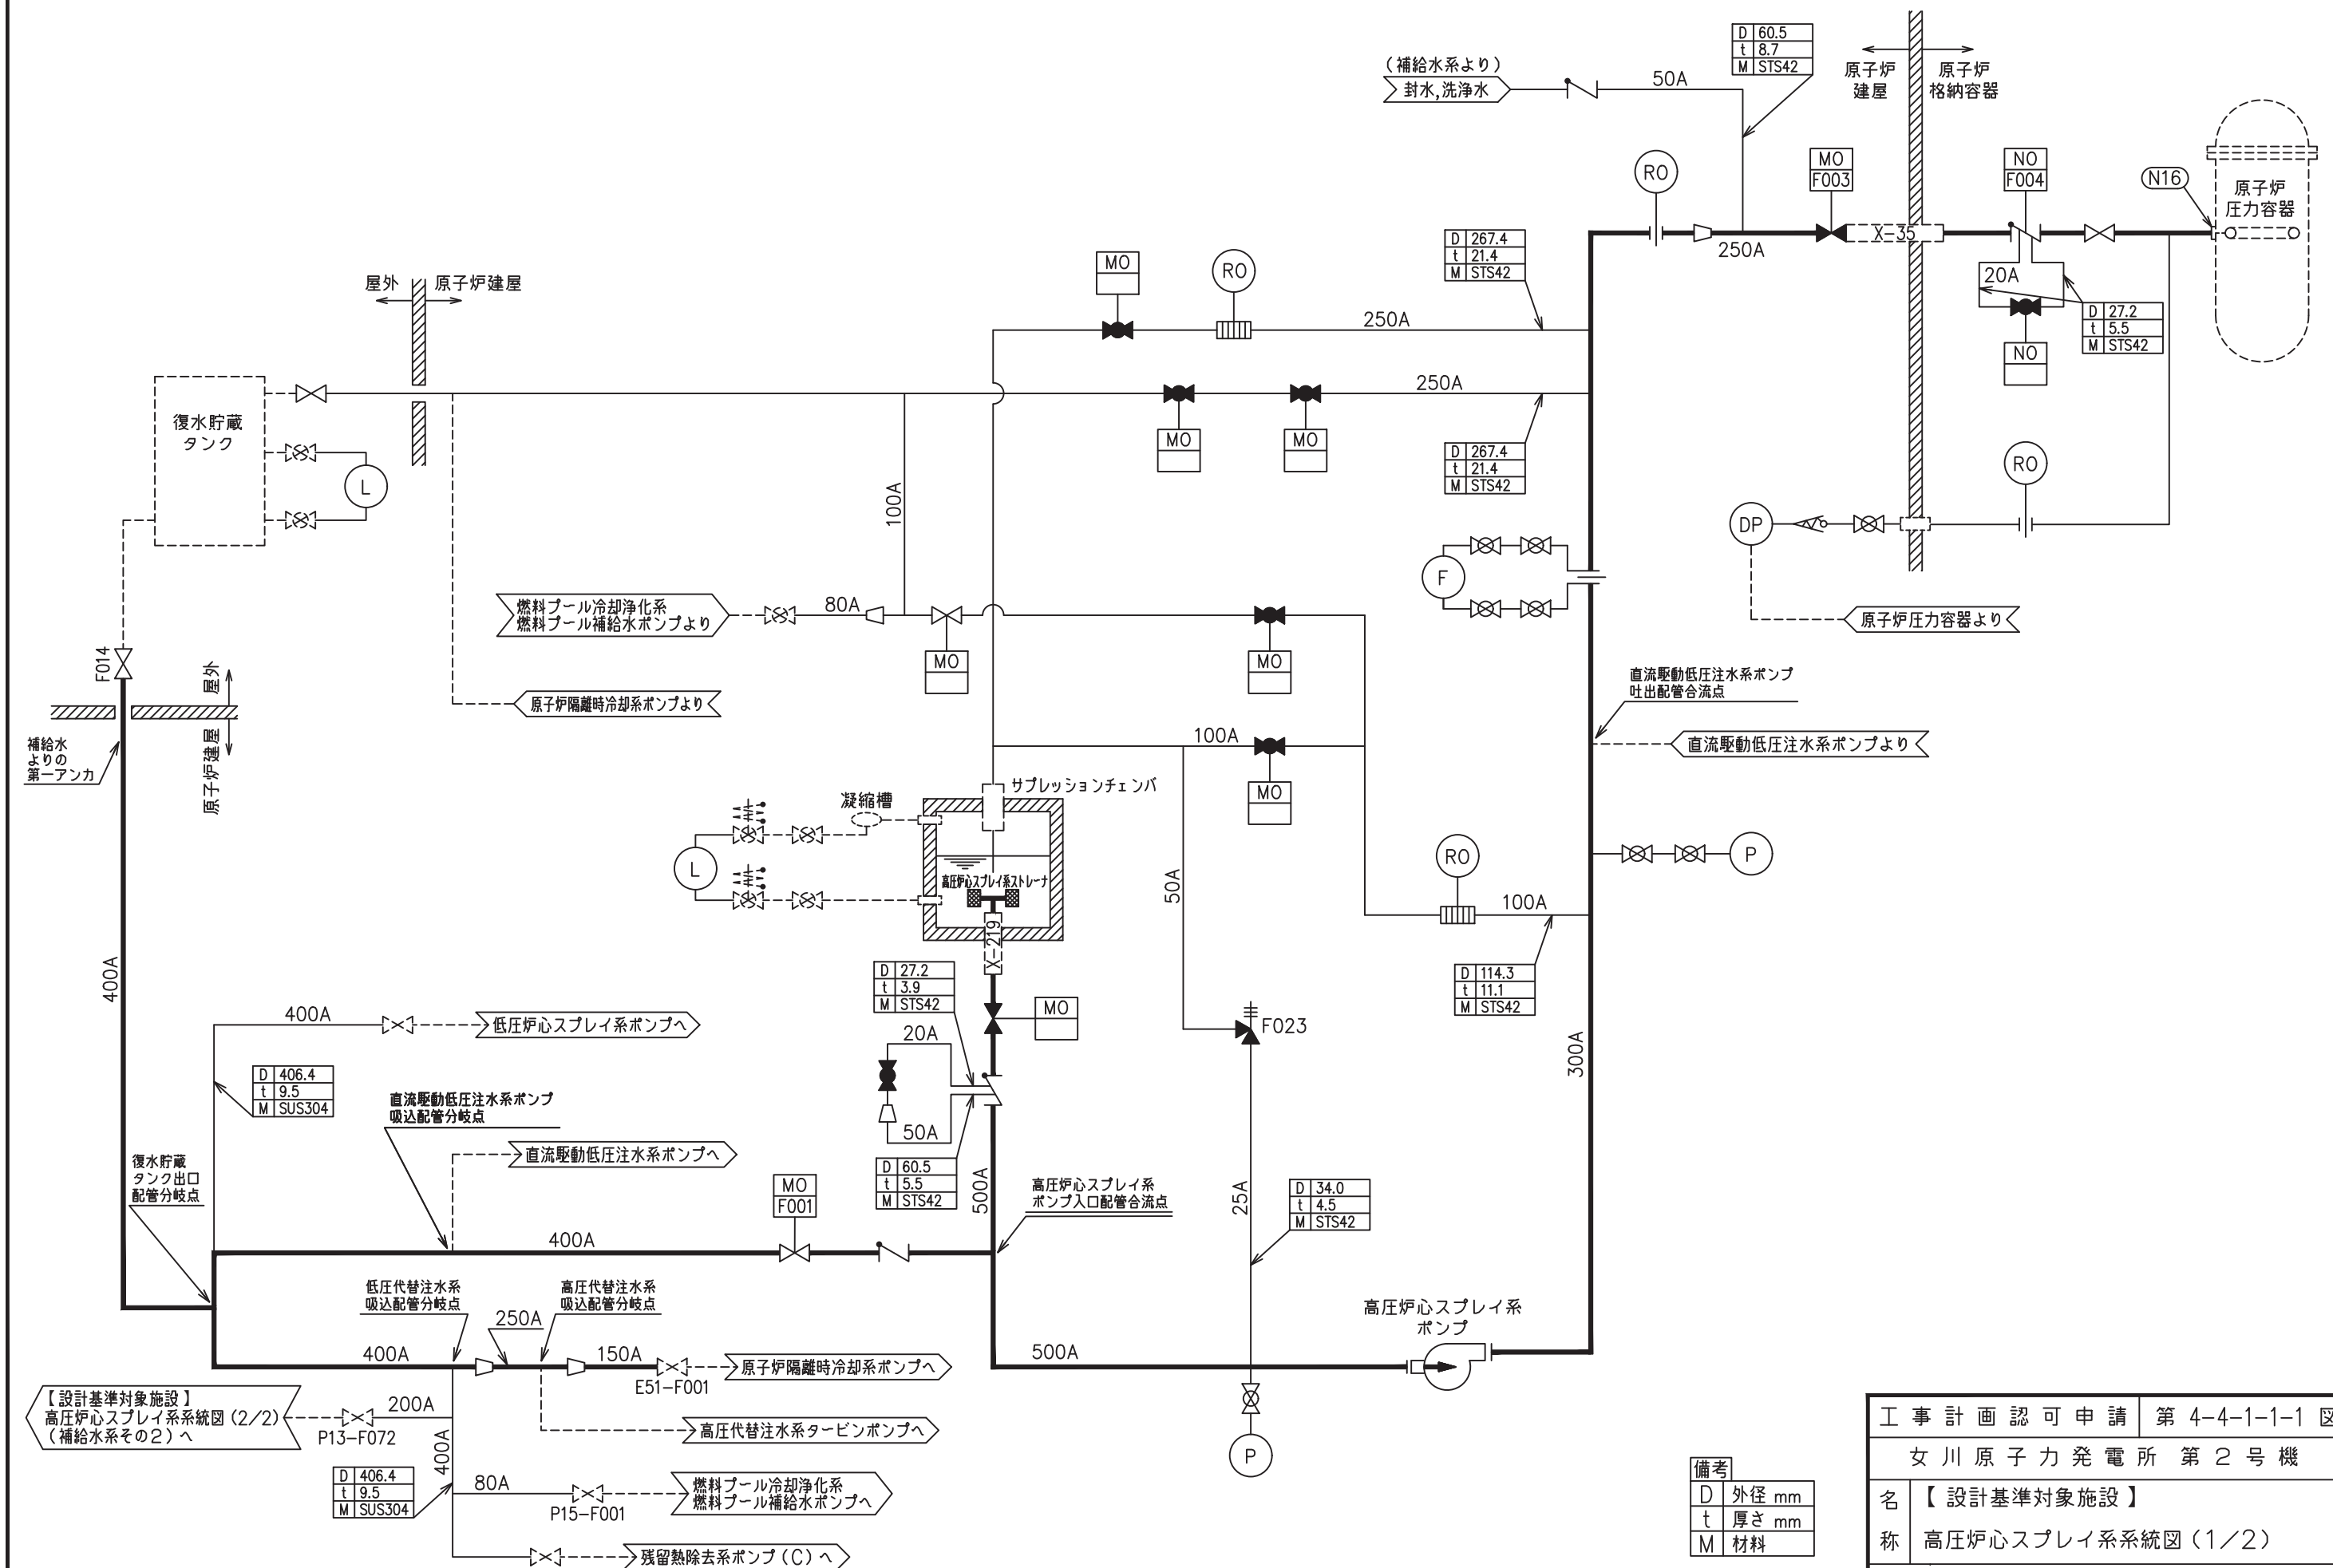 (補給水系より)
封水,洗浄水
50A
D 60.5
t 8.7
M STS42
原子炉
建屋
原子炉
格納容器
RO
MO
F003
NO
F004
N16
原子炉
圧力容器
X-35
250A
20A
D 27.2
t 5.5
M STS42
NO
屋外
原子炉建屋
MO
RO
250A
D 267.4
t 21.4
M STS42
復水貯蔵
タンク
L
MO
MO
250A
D 267.4
t 21.4
M STS42
100A
RO
DP
原子炉圧力容器より
F
燃料プール冷却浄化系
燃料プール補給水ポンプより
80A
MO
MO
原子炉隔離時冷却系ポンプより
F014
屋外
原子炉建屋
補給水
よりの
第一アンカ
直流駆動低圧注水系ポンプ
吐出配管合流点
直流駆動低圧注水系ポンプより
100A
MO
サプレッションチェンバ
凝縮槽
L
高圧炉心スプレイ系ストレーナ
X-219
50A
RO
100A
P
D 114.3
t 11.1
M STS42
400A
400A
低圧炉心スプレイ系ポンプへ
D 406.4
t 9.5
M SUS304
D 27.2
t 3.9
M STS42
MO
20A
50A
D 60.5
t 5.5
M STS42
500A
F023
300A
直流駆動低圧注水系ポンプ
吸込配管分岐点
直流駆動低圧注水系ポンプへ
復水貯蔵
タンク出口
配管分岐点
MO
F001
400A
高圧炉心スプレイ系
ポンプ入口配管合流点
25A
D 34.0
t 4.5
M STS42
低圧代替注水系
吸込配管分岐点
高圧代替注水系
吸込配管分岐点
250A
400A
150A
E51-F001
原子炉隔離時冷却系ポンプへ
500A
高圧炉心スプレイ系
ポンプ
【設計基準対象施設】
高圧炉心スプレイ系系統図(2/2)
(補給水系その2)へ
200A
P13-F072
高圧代替注水系タービンポンプへ
P
400A
D 406.4
t 9.5
M SUS304
80A
P15-F001
燃料プール冷却浄化系
燃料プール補給水ポンプへ
残留熱除去系ポンプ(C)へ
備考
D 外径 mm
t 厚さ mm
M 材料
工事計画認可申請 第4-4-1-1-1図
女川原子力発電所 第2号機
名称
【設計基準対象施設】
高圧炉心スプレイ系系統図(1/2)